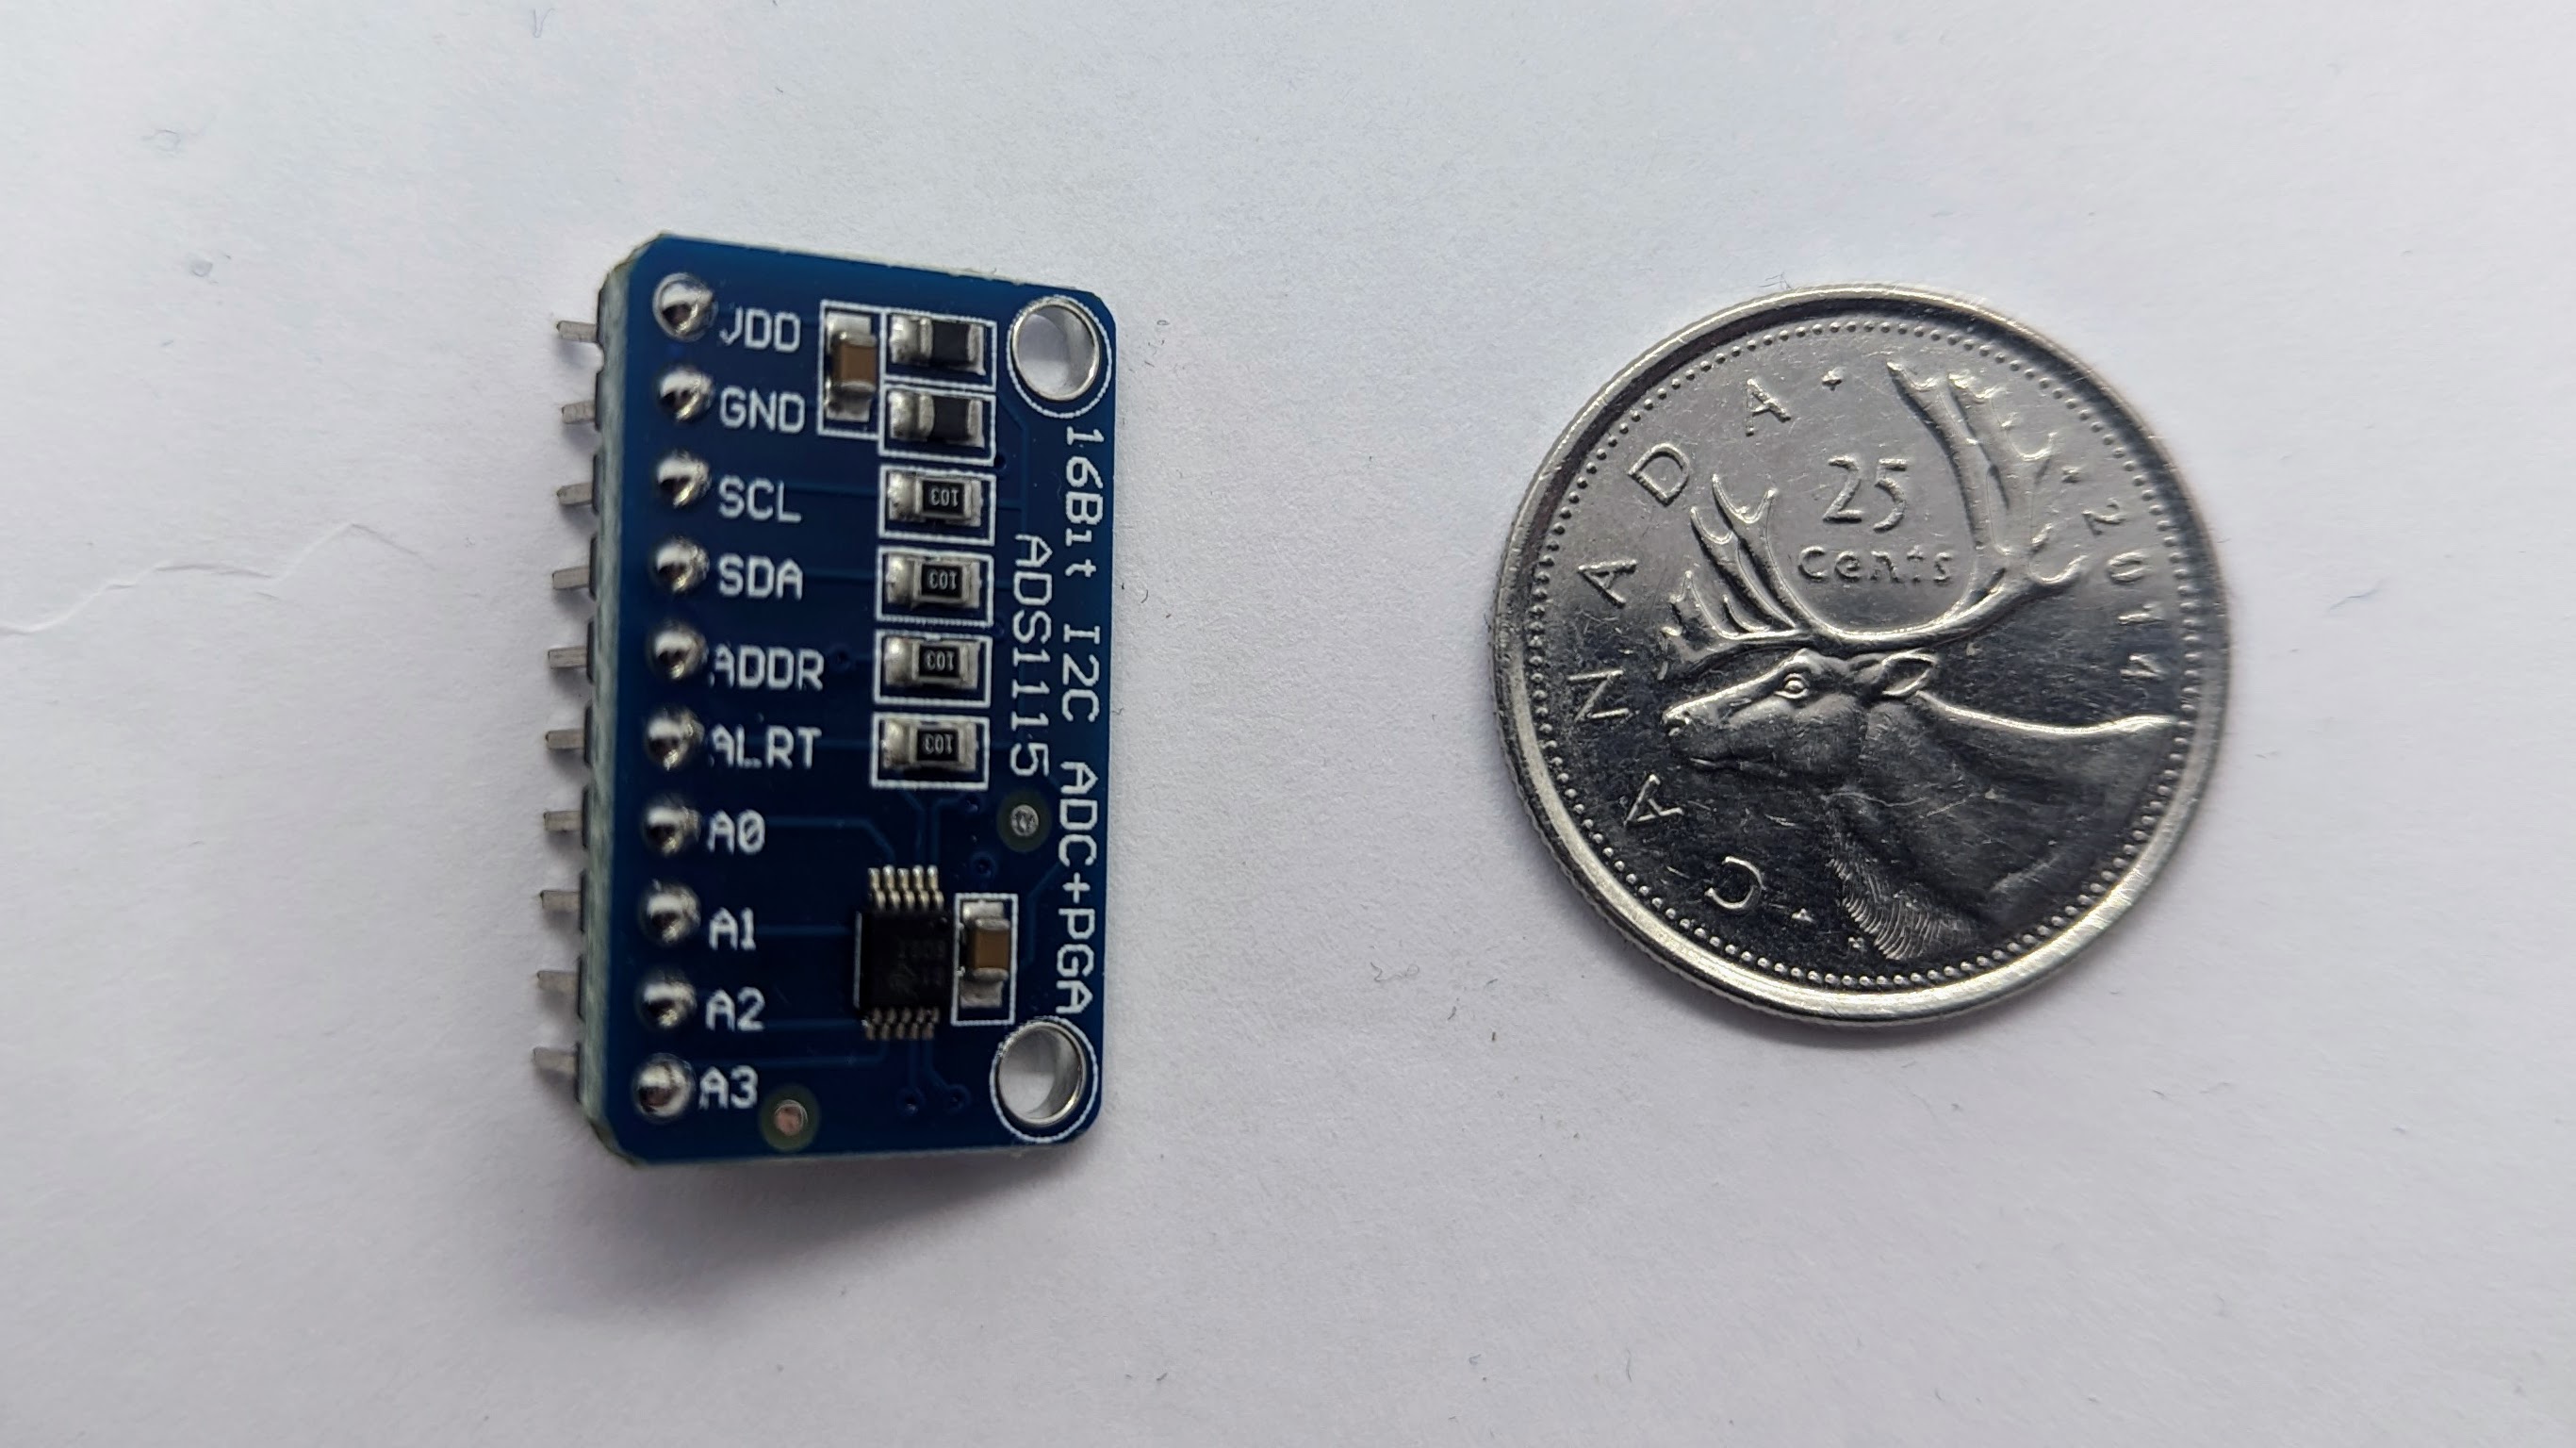 VDD
GND
SCL
SDA
ADDR
ALRT
A0
A1
A2
A3
103
103
103
103
16Bit I2C ADC+PGA
ADS1115
CANADA
25
cents
2014